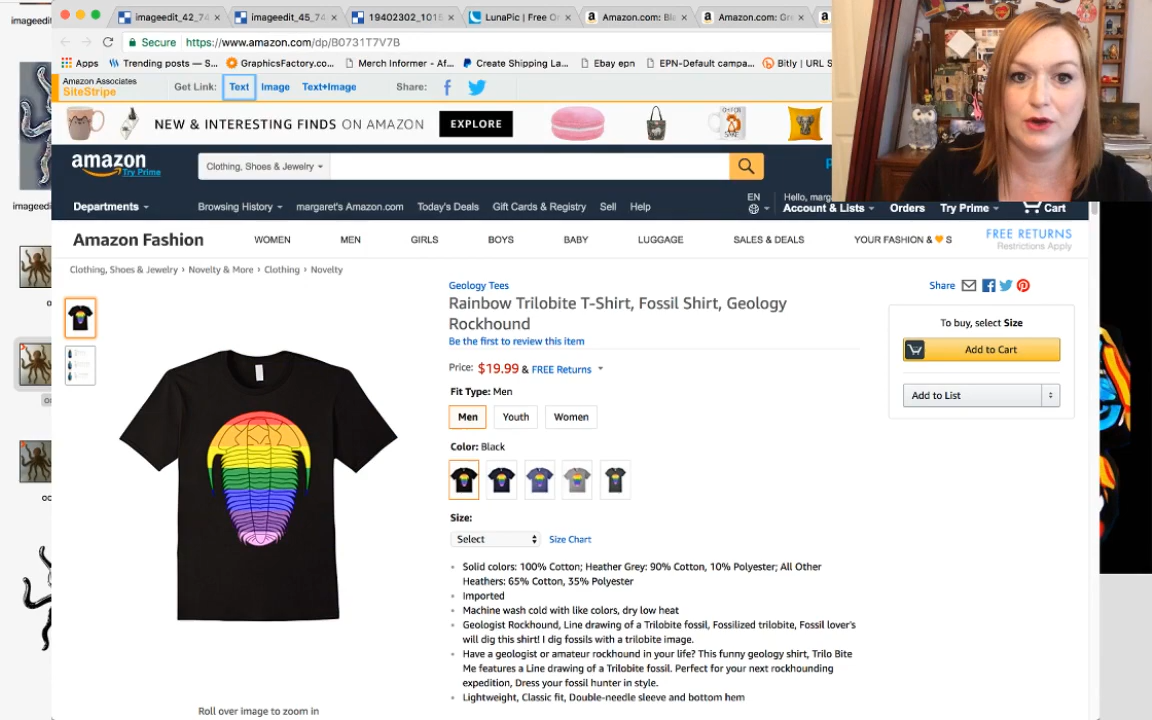 imageedit_42_74
imageedit_45_74
19402302_1015
LunaPic | Free O
Amazon.com: Bla
Amazon.com: Gr
Secure https://www.amazon.com/dp/B0731T7V7B
Apps Trending posts — S... GraphicsFactory.co... Merch Informer - Af... Create Shipping La... Ebay epn EPN-Default campa... Bitly | URL S
Amazon Associates
SiteStripe
Get Link: Text Image Text+Image Share:
NEW & INTERESTING FINDS ON AMAZON EXPLORE
amazon
Try Prime
Clothing, Shoes & Jewelry
Departments Browsing History margaret's Amazon.com Today's Deals Gift Cards & Registry Sell Help
EN
Hello, marg
Account & Lists Orders Try Prime Cart
Amazon Fashion WOMEN MEN GIRLS BOYS BABY LUGGAGE SALES & DEALS YOUR FASHION & S
FREE RETURNS
Restrictions Apply
Clothing, Shoes & Jewelry › Novelty & More › Clothing › Novelty
Geology Tees
Rainbow Trilobite T-Shirt, Fossil Shirt, Geology
Rockhound
Be the first to review this item
Price: $19.99 & FREE Returns
Fit Type: Men
Men Youth Women
Color: Black
Size:
Select Size Chart
Solid colors: 100% Cotton; Heather Grey: 90% Cotton, 10% Polyester; All Other
Heathers: 65% Cotton, 35% Polyester
Imported
Machine wash cold with like colors, dry low heat
Geologist Rockhound, Line drawing of a Trilobite fossil, Fossilized trilobite, Fossil lover's
will dig this shirt! I dig fossils with a trilobite image.
Have a geologist or amateur rockhound in your life? This funny geology shirt, Trilo Bite
Me features a Line drawing of a Trilobite fossil. Perfect for your next rockhounding
expedition, Dress your fossil hunter in style.
Lightweight, Classic fit, Double-needle sleeve and bottom hem
Share
To buy, select Size
Add to Cart
Add to List
Roll over image to zoom in
imageedi
imageedi